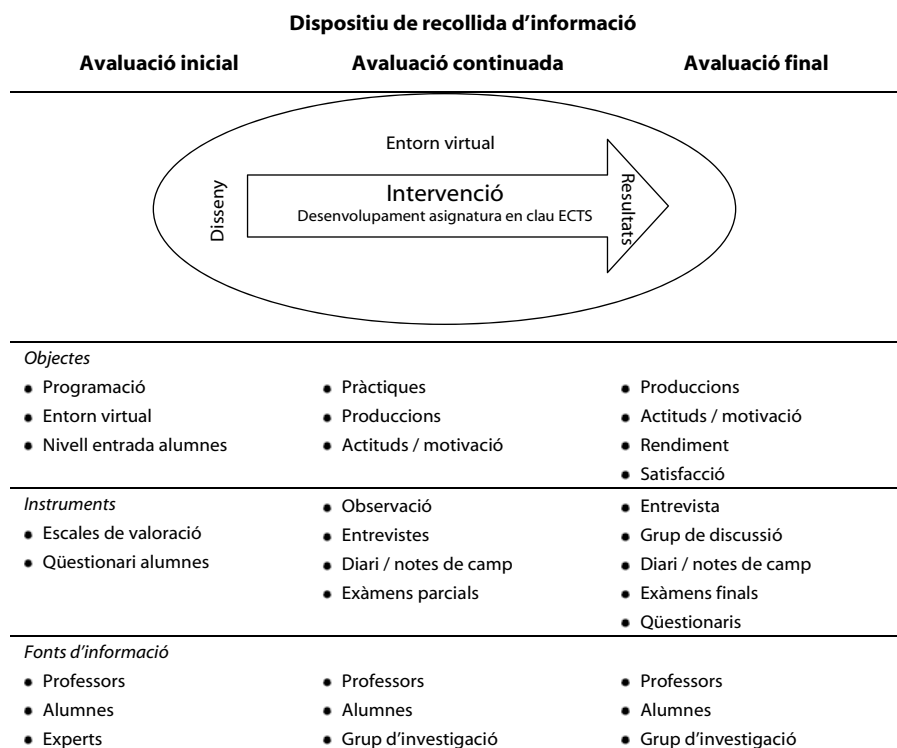 Dispositiu de recollida d’informació
Avaluació inicial Avaluació continuada Avaluació final
Entorn virtual
Disseny
Intervenció
Desenvolupament asignatura en clau ECTS
Resultats
Objectes
• Programació • Pràctiques • Produccions
• Entorn virtual • Produccions • Actituds / motivació
• Nivell entrada alumnes • Actituds / motivació • Rendiment
• Satisfacció
Instruments • Observació • Entrevista
• Escales de valoració • Entrevistes • Grup de discussió
• Qüestionari alumnes • Diari / notes de camp • Diari / notes de camp
• Exàmens parcials • Exàmens finals
• Qüestionaris
Fonts d’informació
• Professors • Professors • Professors
• Alumnes • Alumnes • Alumnes
• Experts • Grup d’investigació • Grup d’investigació